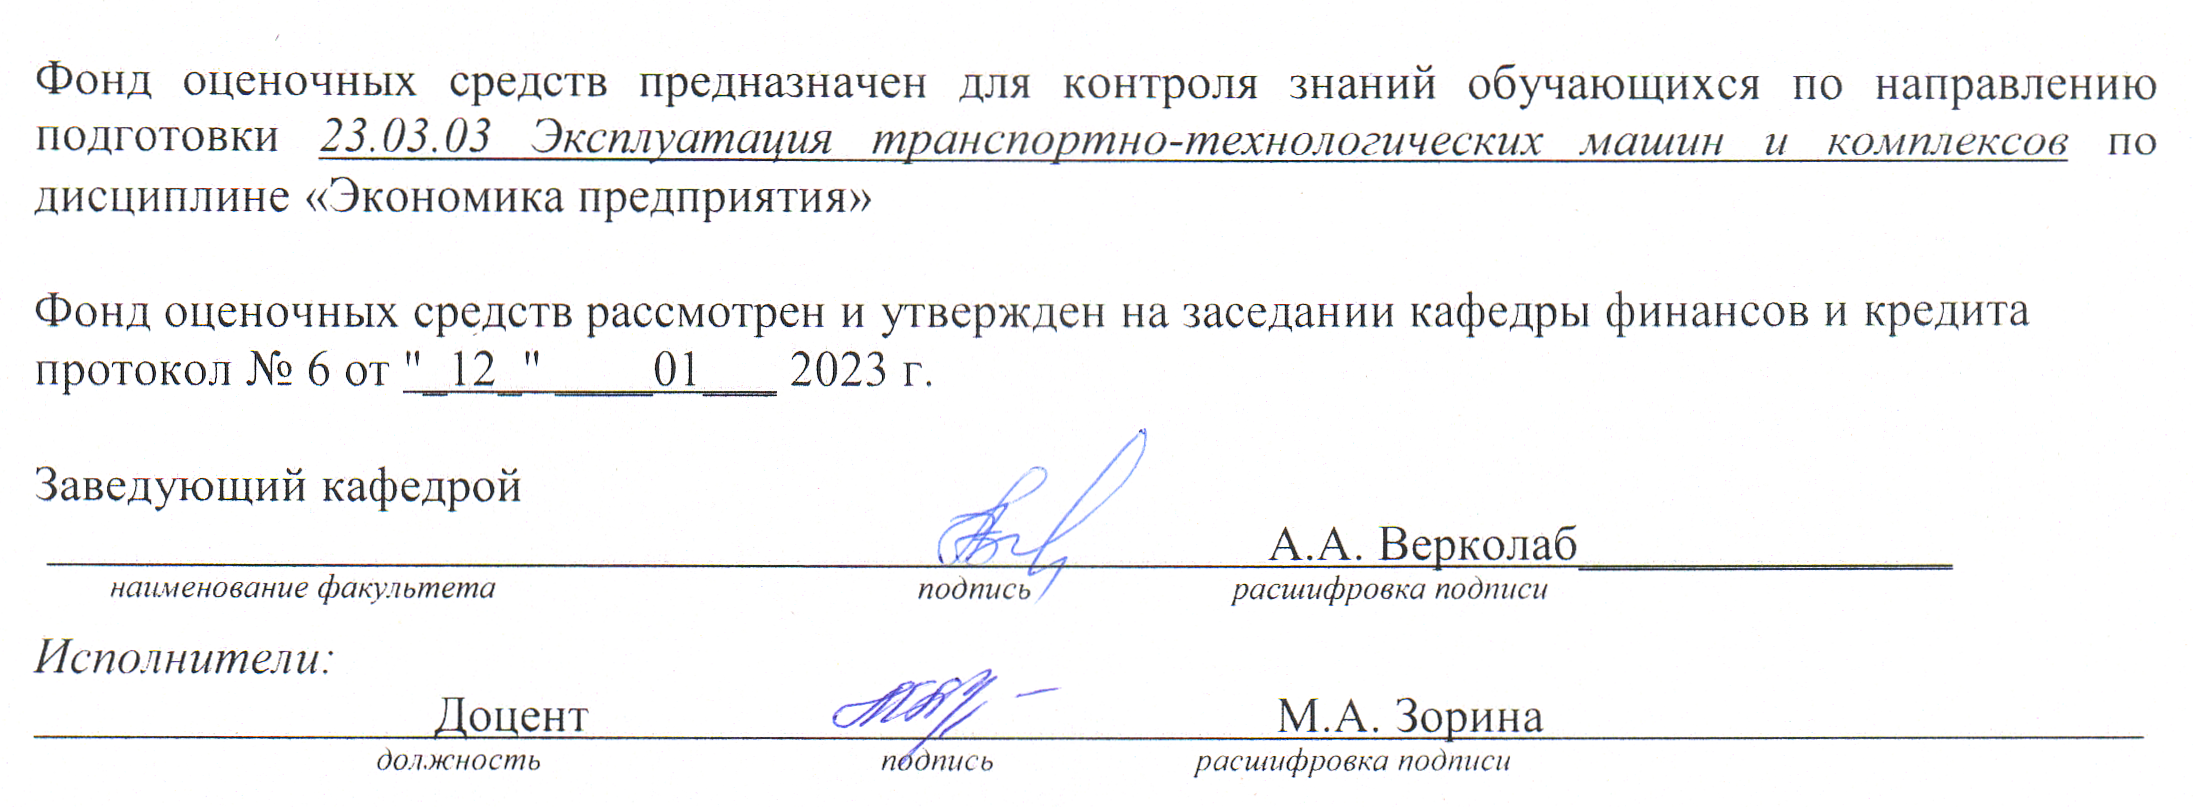 Фонд оценочных средств предназначен для контроля знаний обучающихся по направлению
подготовки 23.03.03 Эксплуатация транспортно-технологических машин и комплексов по
дисциплине «Экономика предприятия»
Фонд оценочных средств рассмотрен и утвержден на заседании кафедры финансов и кредита
протокол № 6 от "_12_"_____01____ 2023 г.
Заведующий кафедрой
А.А. Верколаб
наименование факультета подпись расшифровка подписи
Исполнители:
Доцент М.А. Зорина
должность подпись расшифровка подписи